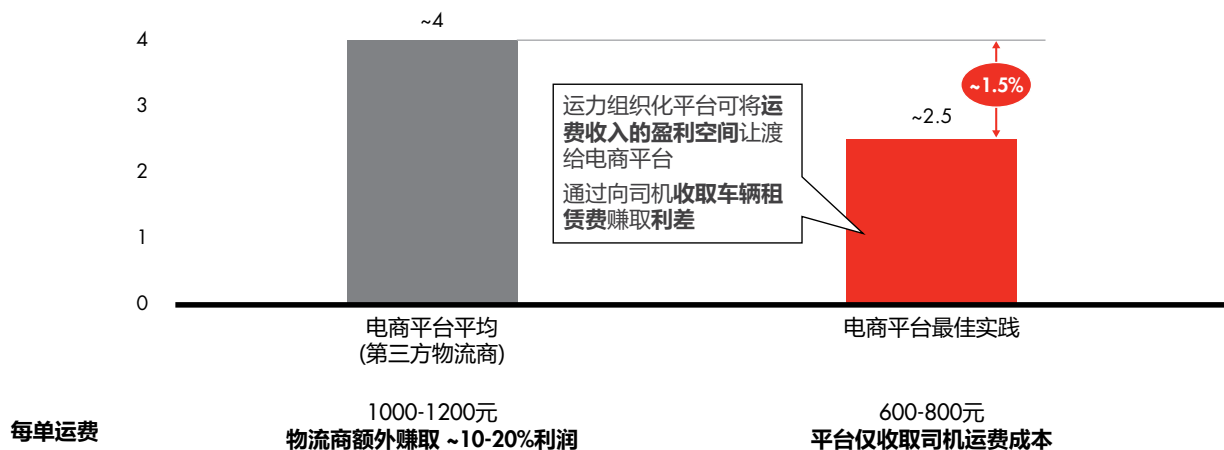 ~4
4
3
2
1
0
~1.5%
~2.5
运力组织化平台可将运
费收入的盈利空间让渡
给电商平台
通过向司机收取车辆租
赁费赚取利差
电商平台平均
(第三方物流商)
电商平台最佳实践
每单运费
1000-1200元
物流商额外赚取 ~10-20%利润
600-800元
平台仅收取司机运费成本